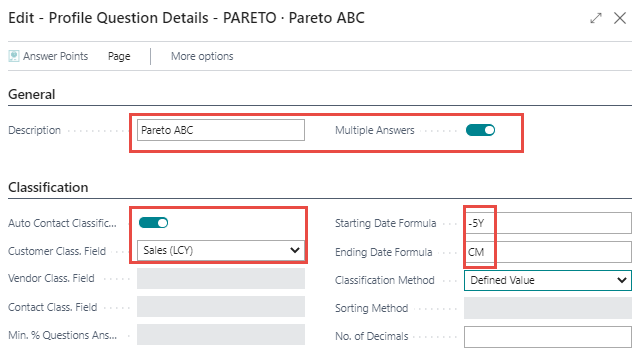 Edit - Profile Question Details - PARETO · Pareto ABC
Answer Points Page More options
General
Description Pareto ABC Multiple Answers
Classification
Auto Contact Classific... Starting Date Formula -5Y
Customer Class. Field Sales (LCY) Ending Date Formula CM
Vendor Class. Field Classification Method Defined Value
Contact Class. Field Sorting Method
Min. % Questions Ans... No. of Decimals